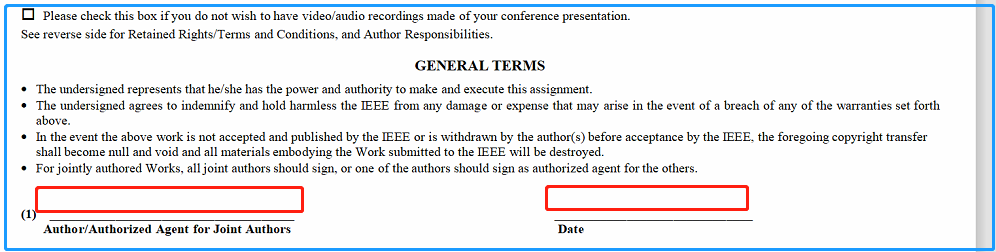 ☐ Please check this box if you do not wish to have video/audio recordings made of your conference presentation.
See reverse side for Retained Rights/Terms and Conditions, and Author Responsibilities.
GENERAL TERMS
• The undersigned represents that he/she has the power and authority to make and execute this assignment.
• The undersigned agrees to indemnify and hold harmless the IEEE from any damage or expense that may arise in the event of a breach of any of the warranties set forth
above.
• In the event the above work is not accepted and published by the IEEE or is withdrawn by the author(s) before acceptance by the IEEE, the foregoing copyright transfer
shall become null and void and all materials embodying the Work submitted to the IEEE will be destroyed.
• For jointly authored Works, all joint authors should sign, or one of the authors should sign as authorized agent for the others.
(1)
Author/Authorized Agent for Joint Authors Date